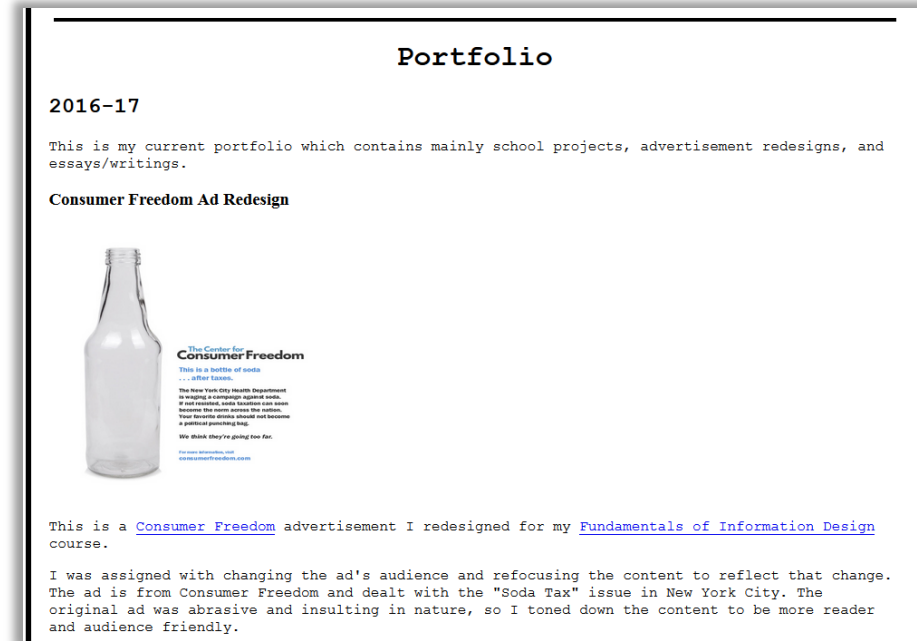 Portfolio
2016-17
This is my current portfolio which contains mainly school projects, advertisement redesigns, and
essays/writings.
Consumer Freedom Ad Redesign
The Center for
ConsumerFreedom
This is a bottle of soda
. . . after taxes.
The New York City Health Department
is waging a campaign against soda.
If not resisted, soda taxation can soon
become the norm across the nation.
Your favorite drinks should not become
a political punching bag.
We think they're going too far.
For more information, visit
consumerfreedom.com
This is a Consumer Freedom advertisement I redesigned for my Fundamentals of Information Design
course.
I was assigned with changing the ad's audience and refocusing the content to reflect that change.
The ad is from Consumer Freedom and dealt with the "Soda Tax" issue in New York City. The
original ad was abrasive and insulting in nature, so I toned down the content to be more reader
and audience friendly.